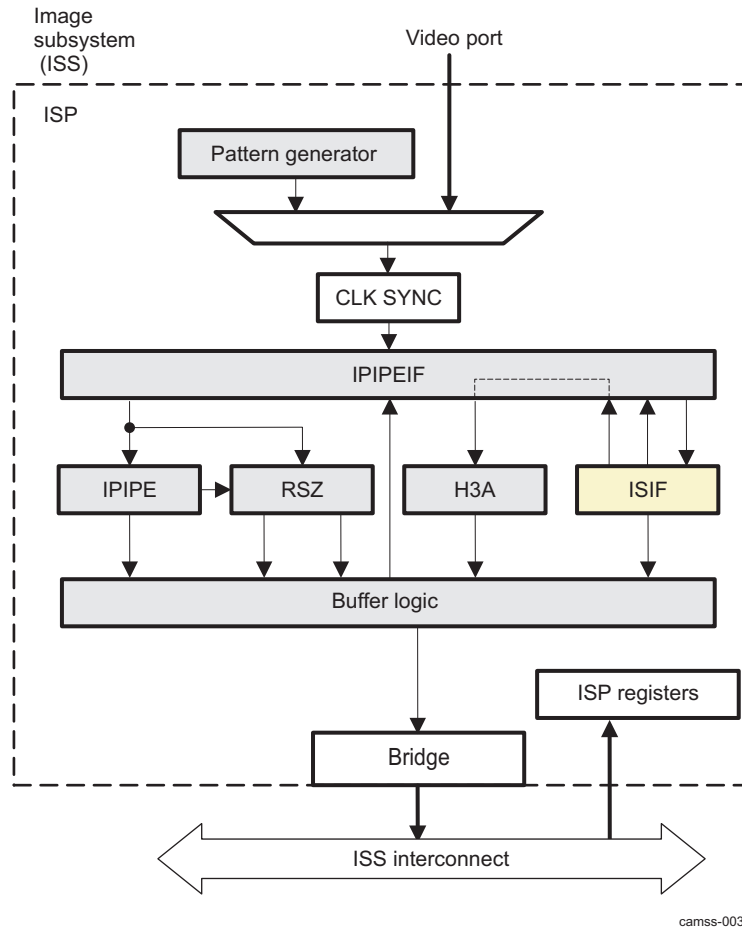 Image
subsystem
(ISS)
Video port
ISP
Pattern generator
CLK SYNC
IPIPEIF
IPIPE
RSZ
H3A
ISIF
Buffer logic
ISP registers
Bridge
ISS interconnect
camss-003